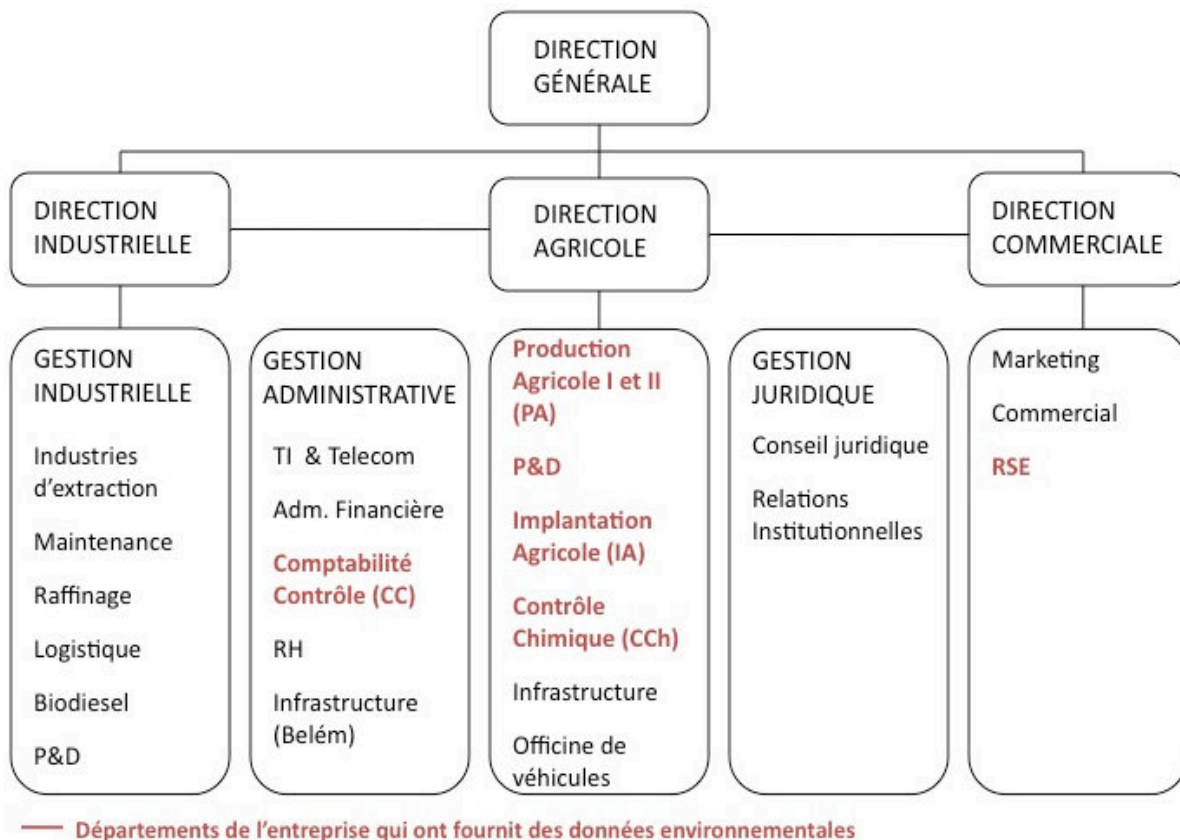 DIRECTION
GÉNÉRALE
DIRECTION
INDUSTRIELLE
DIRECTION
AGRICOLE
DIRECTION
COMMERCIALE
GESTION
INDUSTRIELLE
Industries
d'extraction
Maintenance
Raffinage
Logistique
Biodiesel
P&D
GESTION
ADMINISTRATIVE
TI & Telecom
Adm. Financière
Comptabilité
Contrôle (CC)
RH
Infrastructure
(Belém)
Production
Agricole I et II
(PA)
P&D
Implantation
Agricole (IA)
Contrôle
Chimique (CCh)
Infrastructure
Officine de
véhicules
GESTION
JURIDIQUE
Conseil juridique
Relations
Institutionnelles
Marketing
Commercial
RSE
Départements de l'entreprise qui ont fournit des données environnementales